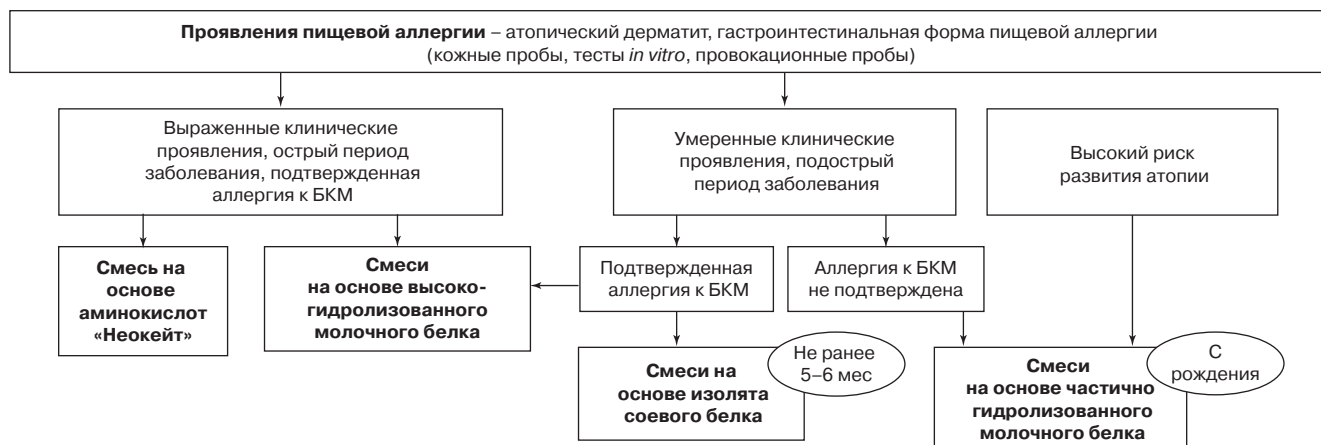 Проявления пищевой аллергии – атопический дерматит, гастроинтестинальная форма пищевой аллергии
(кожные пробы, тесты in vitro, провокационные пробы)
Выраженные клинические
проявления, острый период
заболевания, подтвержденная
аллергия к БКМ
Умеренные клинические
проявления, подострый
период заболевания
Высокий риск
развития атопии
Смесь на
основе
аминокислот
«Неокейт»
Смеси
на основе высоко-
гидролизованного
молочного белка
Подтвержденная
аллергия к БКМ
Аллергия к БКМ
не подтверждена
Смеси на
основе изолята
соевого белка
Не ранее
5–6 мес
Смеси
на основе частично
гидролизованного
молочного белка
С
рождения